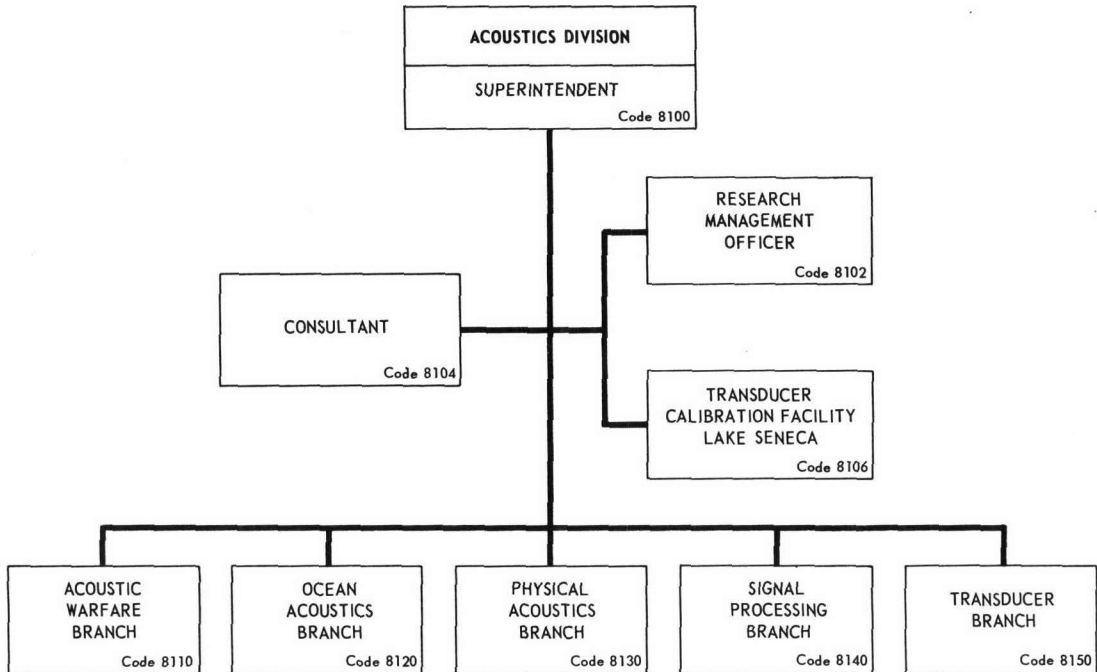 ACOUSTICS DIVISION
SUPERINTENDENT
Code 8100
RESEARCH
MANAGEMENT
OFFICER
Code 8102
CONSULTANT
Code 8104
TRANSDUCER
CALIBRATION FACILITY
LAKE SENECA
Code 8106
ACOUSTIC
WARFARE
BRANCH
Code 8110
OCEAN
ACOUSTICS
BRANCH
Code 8120
PHYSICAL
ACOUSTICS
BRANCH
Code 8130
SIGNAL
PROCESSING
BRANCH
Code 8140
TRANSDUCER
BRANCH
Code 8150